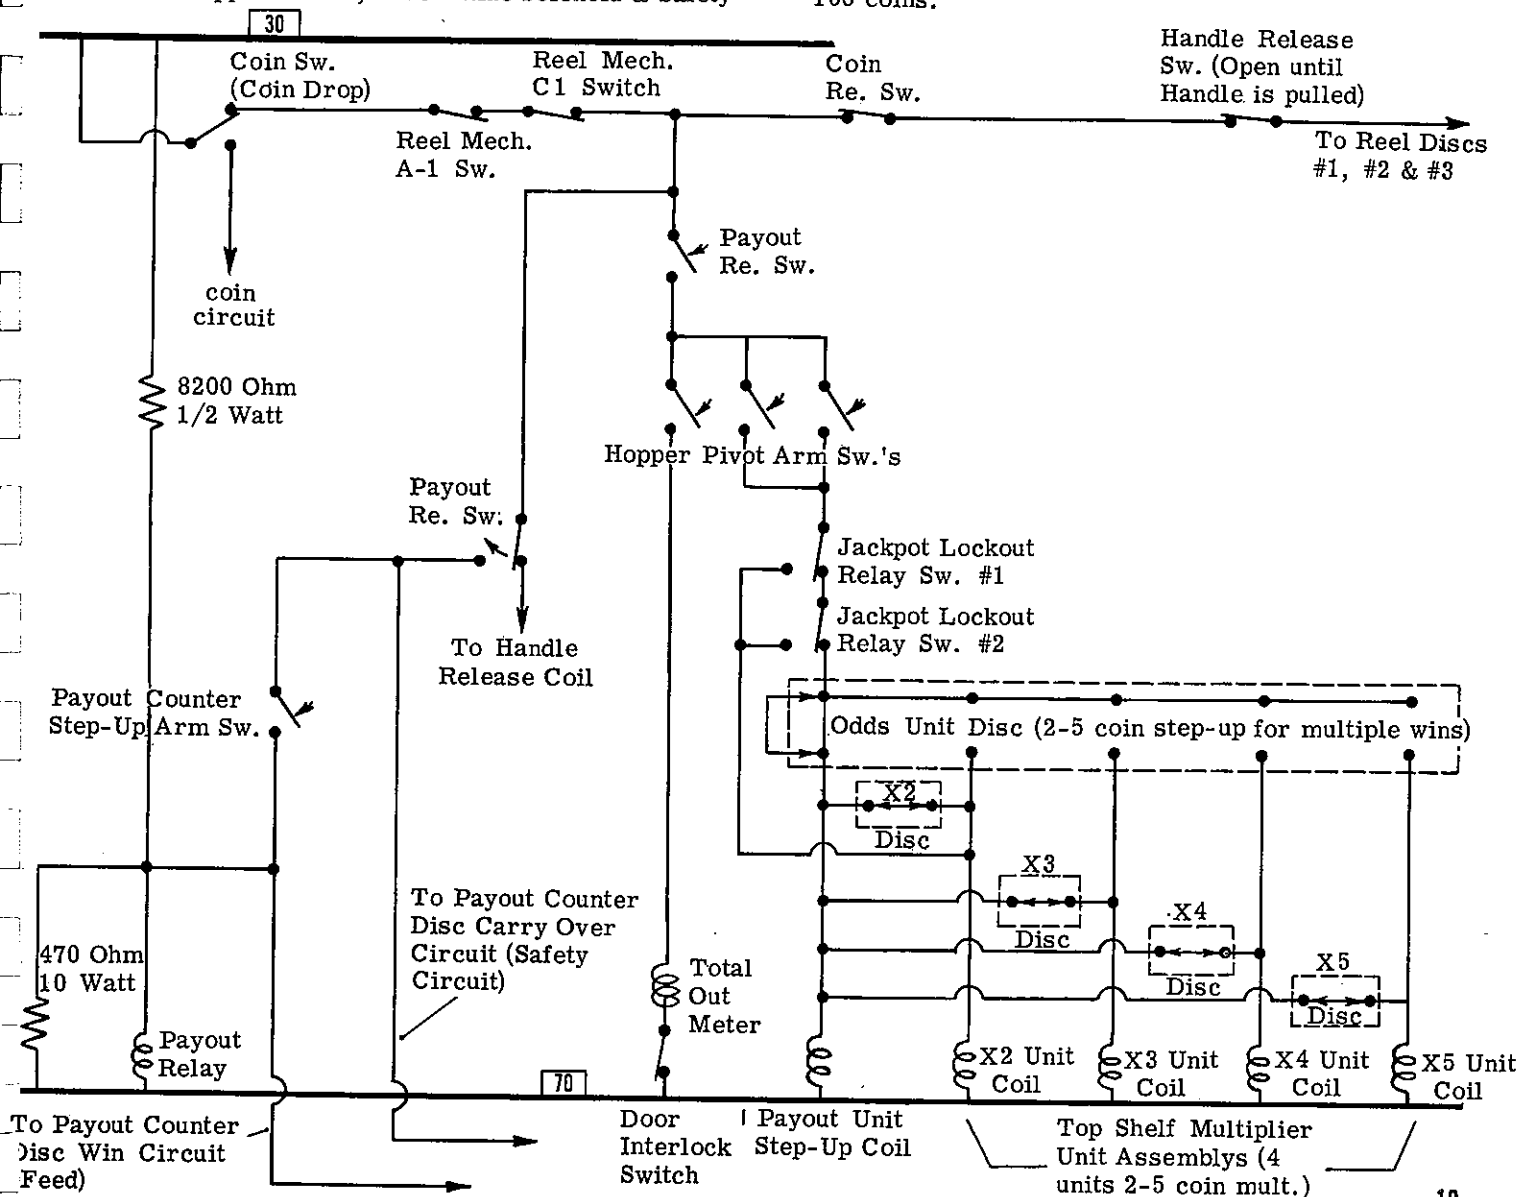 100 coins.
30
Coin Sw.
(Coin Drop)
Reel Mech.
C1 Switch
Coin
Re. Sw.
Handle Release
Sw. (Open until
Handle is pulled)
Reel Mech.
A-1 Sw.
To Reel Discs
#1, #2 & #3
Payout
Re. Sw.
coin
circuit
8200 Ohm
1/2 Watt
Hopper Pivot Arm Sw.'s
Payout
Re. Sw.
Jackpot Lockout
Relay Sw. #1
Jackpot Lockout
Relay Sw. #2
To Handle
Release Coil
Payout Counter
Step-Up Arm Sw.
Odds Unit Disc (2-5 coin step-up for multiple wins)
X2
Disc
X3
Disc
X4
Disc
X5
Disc
To Payout Counter
Disc Carry Over
Circuit (Safety
Circuit)
470 Ohm
10 Watt
Total
Out
Meter
Payout
Relay
X2 Unit
Coil
X3 Unit
Coil
X4 Unit
Coil
X5 Unit
Coil
70
To Payout Counter
Disc Win Circuit
Feed)
Door
Interlock
Switch
Payout Unit
Step-Up Coil
Top Shelf Multiplier
Unit Assemblys (4
units 2-5 coin mult.)